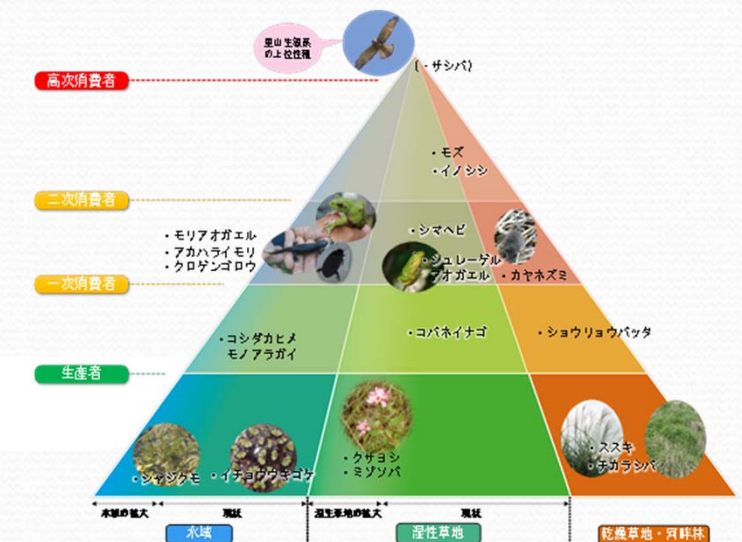 里山生態系
の上位性種
(・サシバ)
高次消費者
・モズ
・イノシシ
二次消費者
・モリアオガエル
・アカハライモリ
・クロゲンゴロウ
・シマヘビ
・シュレーゲル
アオガエル
・カヤネズミ
一次消費者
・コシダカヒメ
モノアラガイ
・コバネイナゴ
・ショウリョウバッタ
生産者
・シャジクモ
・イチョウウキゴケ
・クサヨシ
・ミゾソバ
・ススキ
・チカラシバ
水域の拡大
現況
湿生草地の拡大
現況
水域
湿性草地
乾燥草地・河畔林